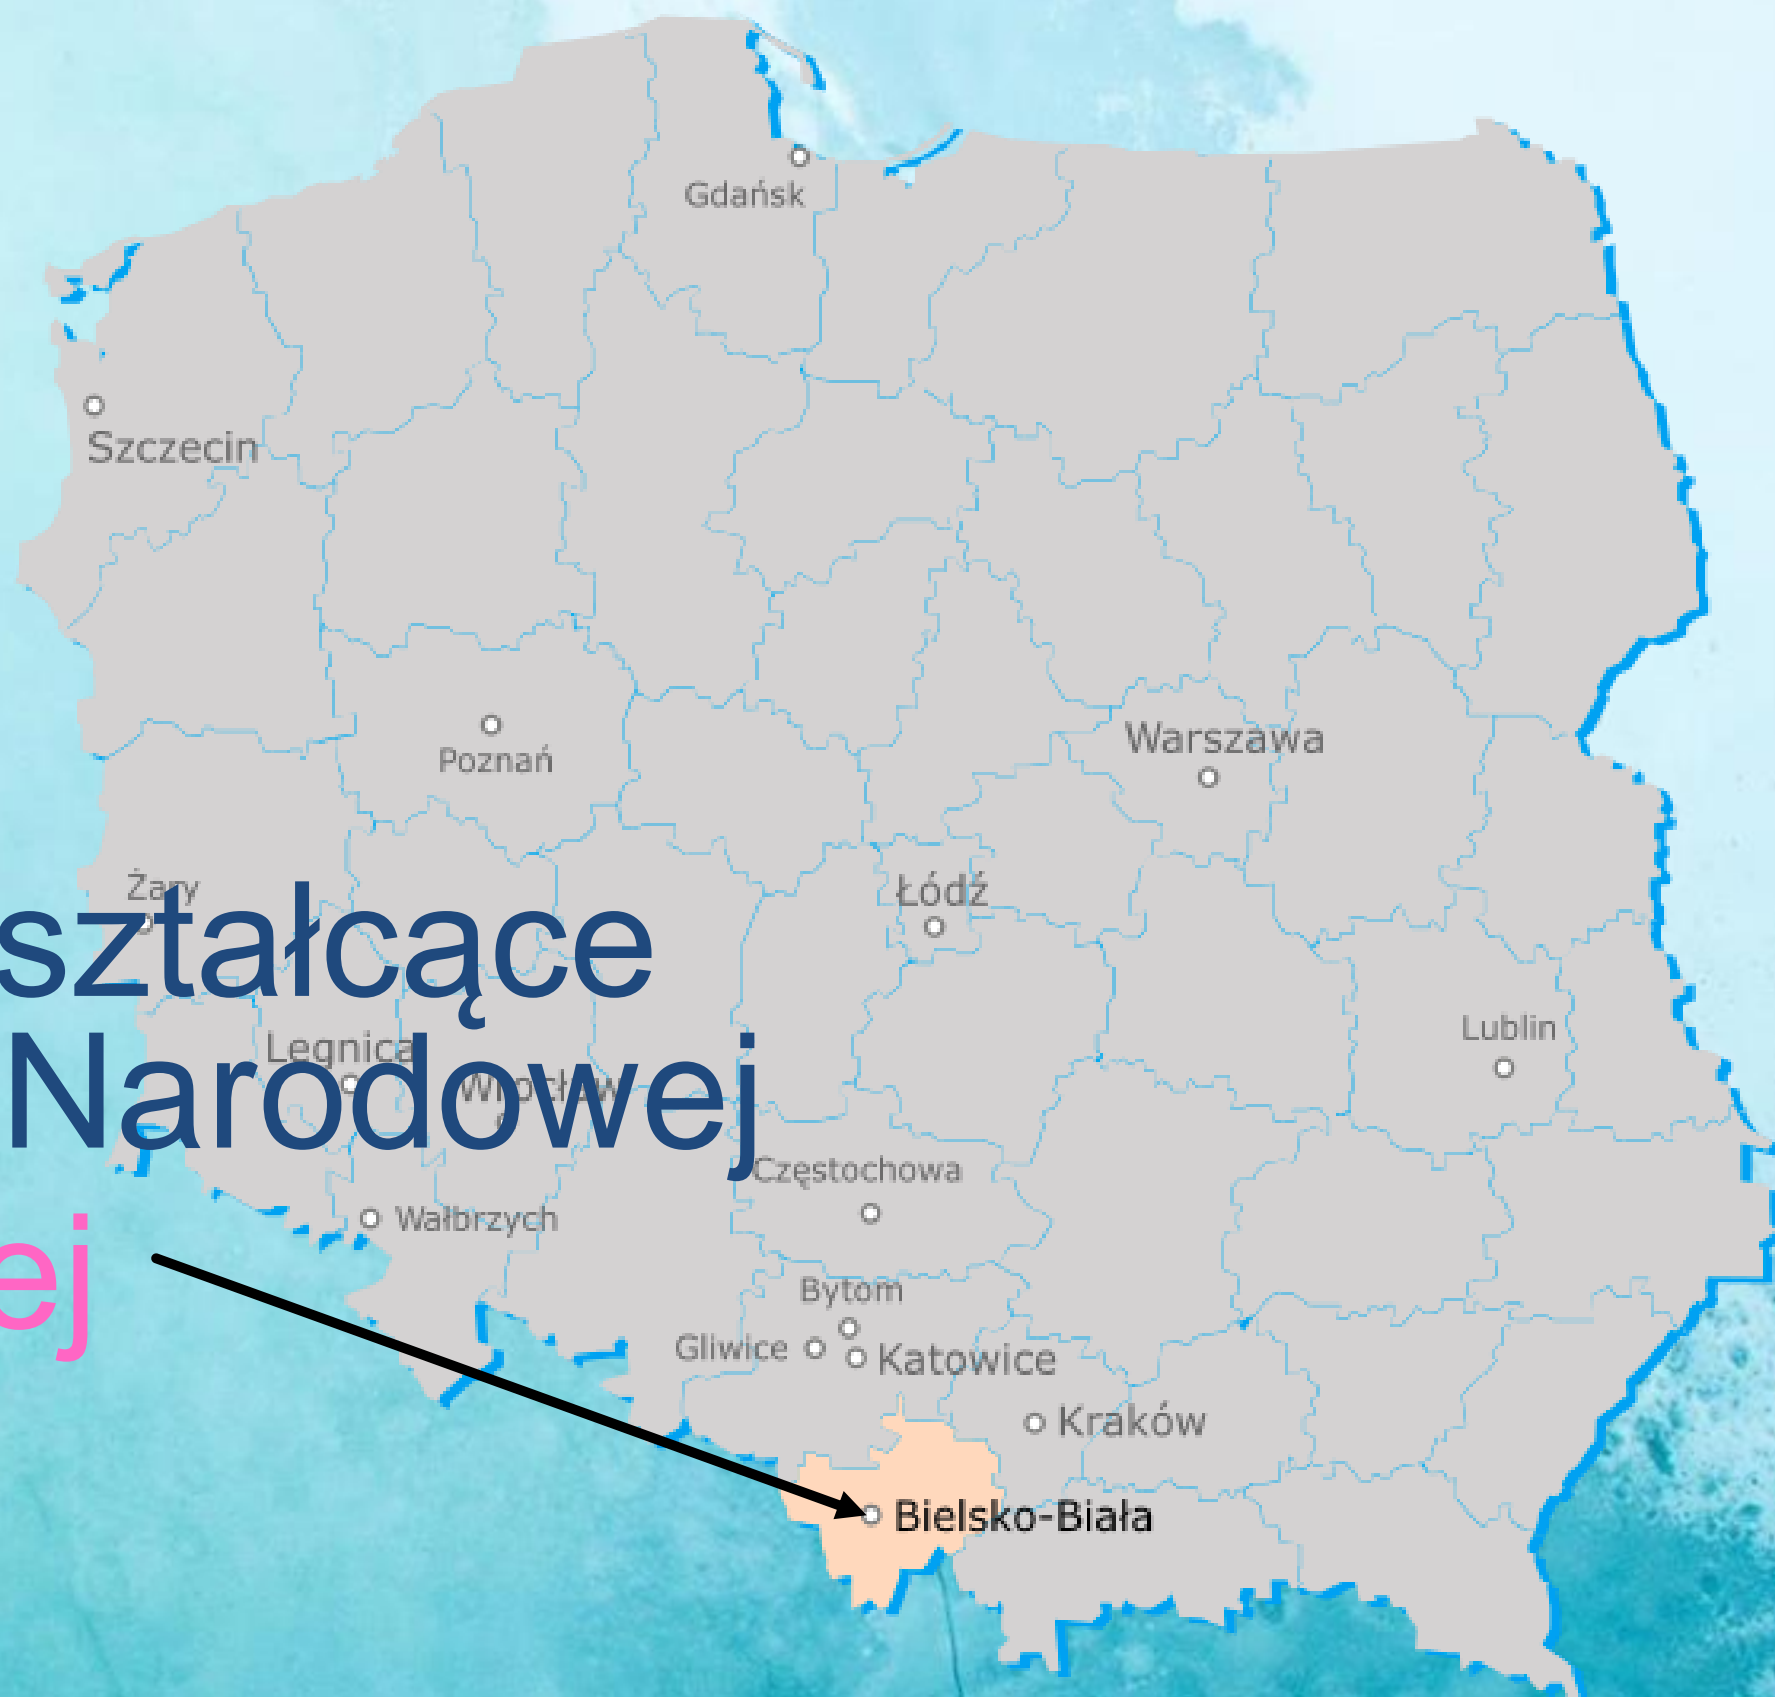 Gdańsk
Szczecin
Poznań
Warszawa
Żary
Łódź
ształcące
Lublin
Legnica
Wrocław
Narodowej
Częstochowa
Wałbrzych
ej
Bytom
Gliwice
Katowice
Kraków
Bielsko-Biała